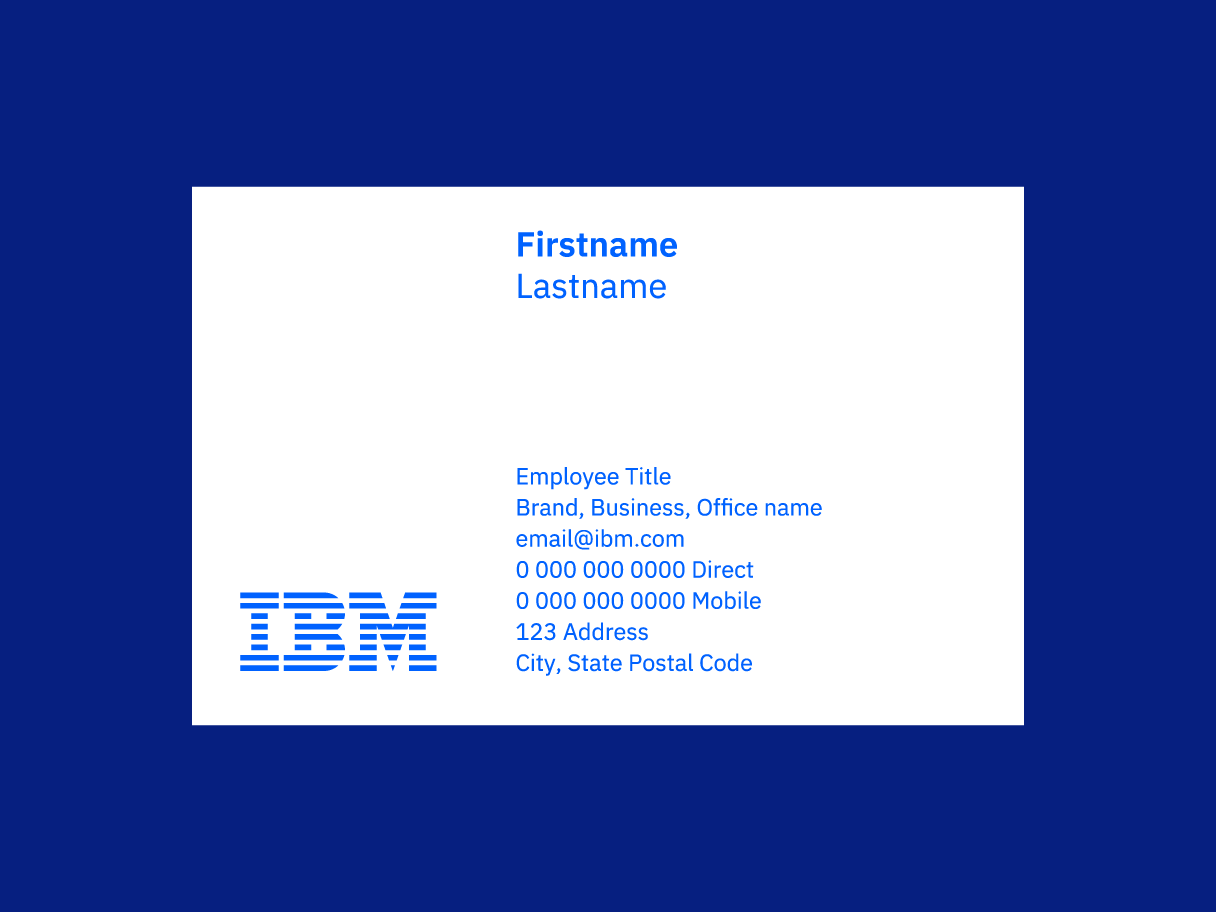 Firstname
Lastname
Employee Title
Brand, Business, Office name
email@ibm.com
0 000 000 0000 Direct
0 000 000 0000 Mobile
123 Address
City, State Postal Code
IBM